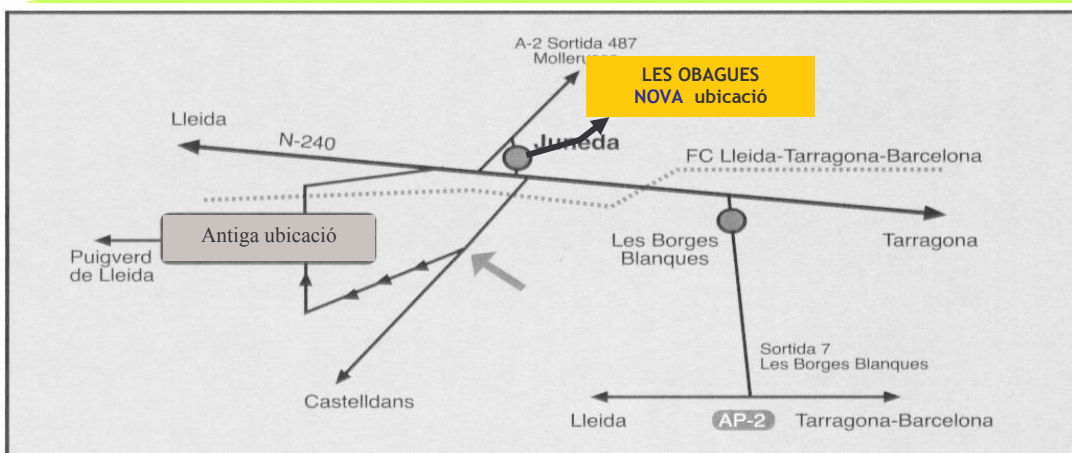 A-2 Sortida 487
LES OBAGUES
NOVA ubicació
Lleida
N-240
Juneda
FC Lleida-Tarragona-Barcelona
Antiga ubicació
Puigverd
de Lleida
Les Borges
Blanques
Tarragona
Sortida 7
Les Borges Blanques
Castelldans
Lleida
AP-2
Tarragona-Barcelona